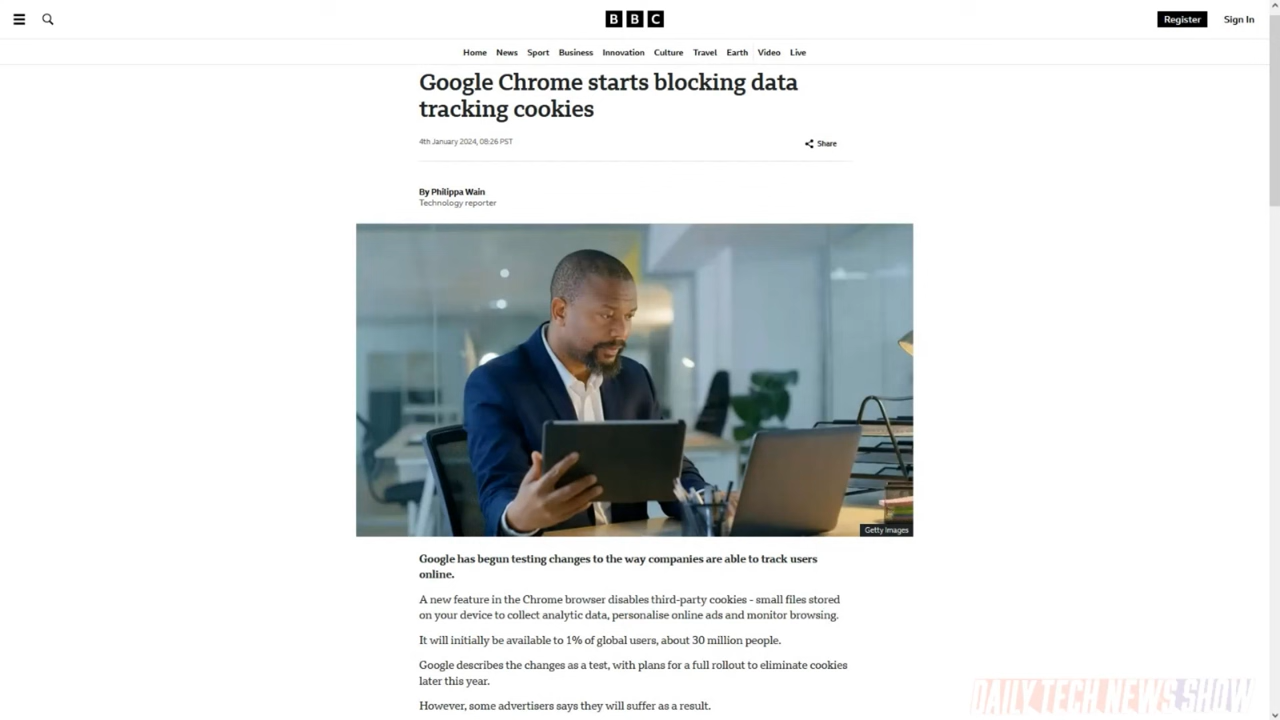 BBC
Register
Sign In
Home News Sport Business Innovation Culture Travel Earth Video Live
Google Chrome starts blocking data
tracking cookies
4th January 2024, 08:26 PST
Share
By Philippa Wain
Technology reporter
Getty Images
Google has begun testing changes to the way companies are able to track users
online.
A new feature in the Chrome browser disables third-party cookies - small files stored
on your device to collect analytic data, personalise online ads and monitor browsing.
It will initially be available to 1% of global users, about 30 million people.
Google describes the changes as a test, with plans for a full rollout to eliminate cookies
later this year.
However, some advertisers says they will suffer as a result.
DAILY TECH NEWS SHOW